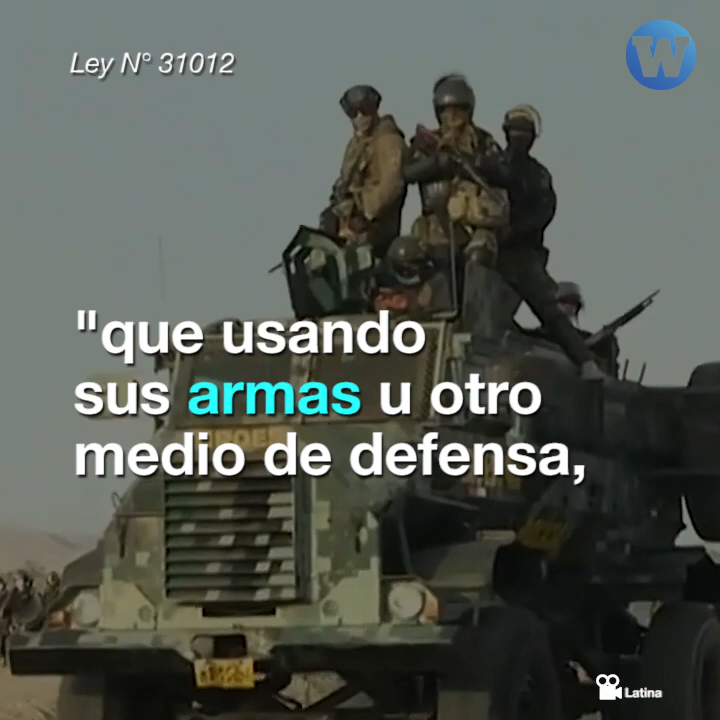 Ley N° 31012
W
"que usando
sus armas u otro
medio de defensa,
Latina